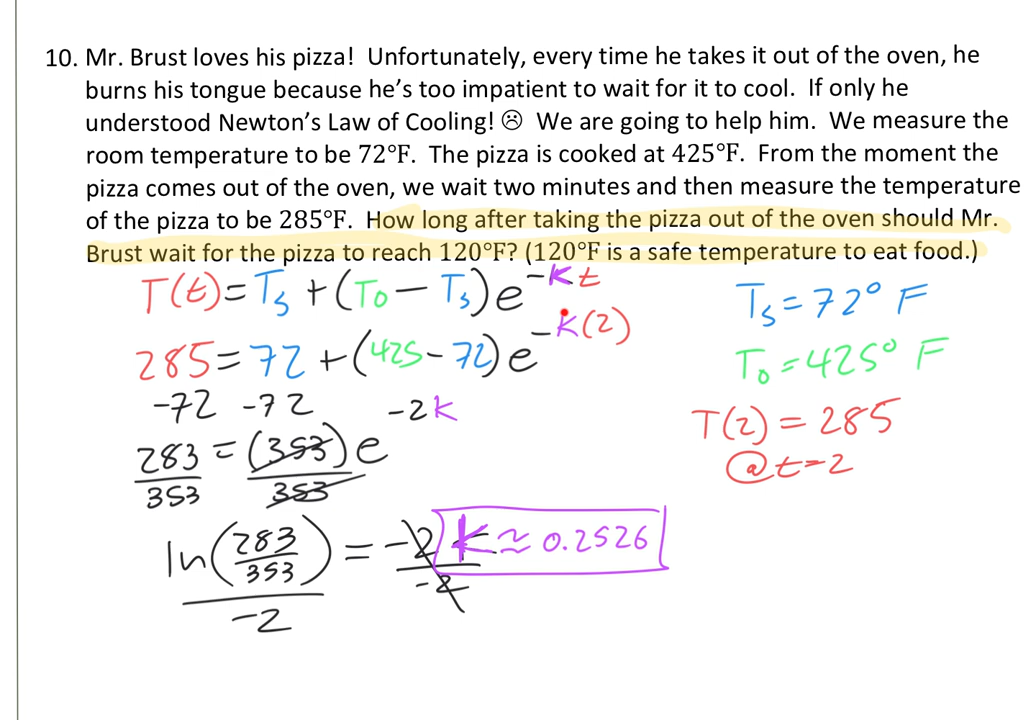 10. Mr. Brust loves his pizza! Unfortunately, every time he takes it out of the oven, he
burns his tongue because he's too impatient to wait for it to cool. If only he
understood Newton's Law of Cooling! ☹ We are going to help him. We measure the
room temperature to be 72°F. The pizza is cooked at 425°F. From the moment the
pizza comes out of the oven, we wait two minutes and then measure the temperature
of the pizza to be 285°F. How long after taking the pizza out of the oven should Mr.
Brust wait for the pizza to reach 120°F? (120°F is a safe temperature to eat food.)
T(t) = Ts + (To − Ts)e^−kt
Ts = 72° F
285 = 72 + (425 − 72)e^−k(2)
To = 425° F
−72 −72
283/353 = (353)e^−2k/353
T(2) = 285
@ t=2
ln(283/353)/−2 = −2k/−2
k ≈ 0.2526